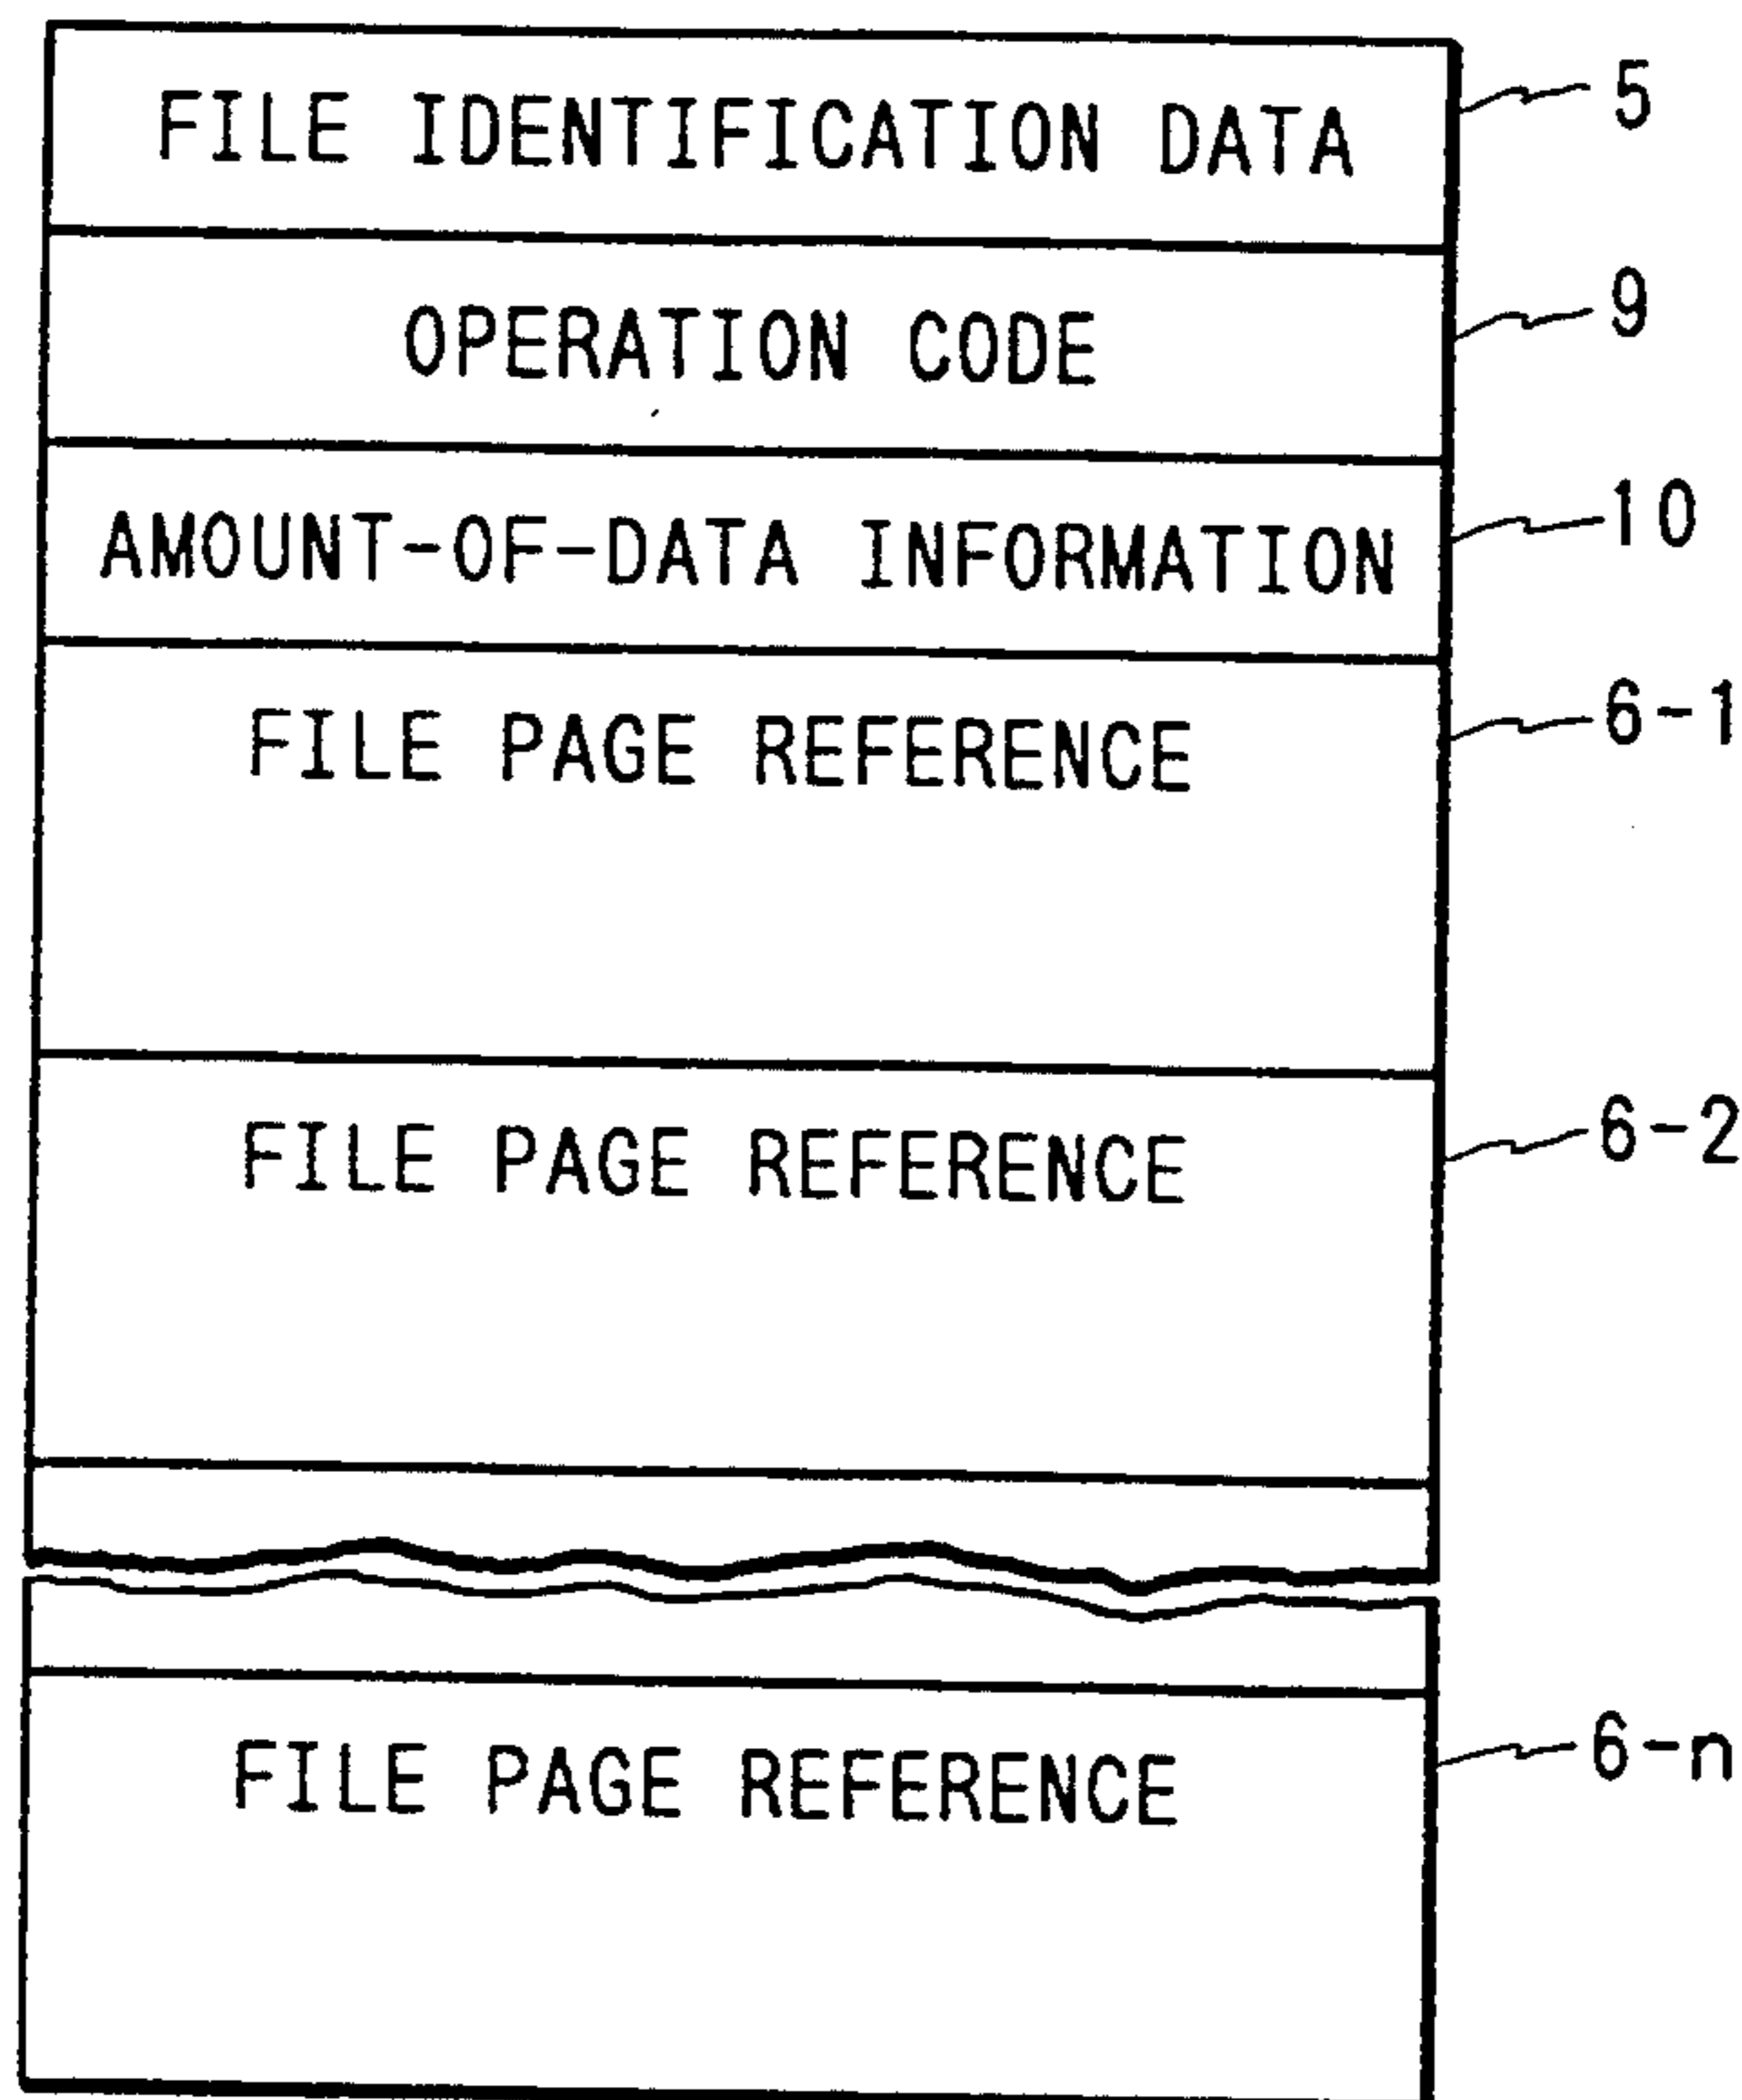 FILE IDENTIFICATION DATA 5
OPERATION CODE 9
AMOUNT-OF-DATA INFORMATION 10
FILE PAGE REFERENCE 6-1
FILE PAGE REFERENCE 6-2
FILE PAGE REFERENCE 6-n